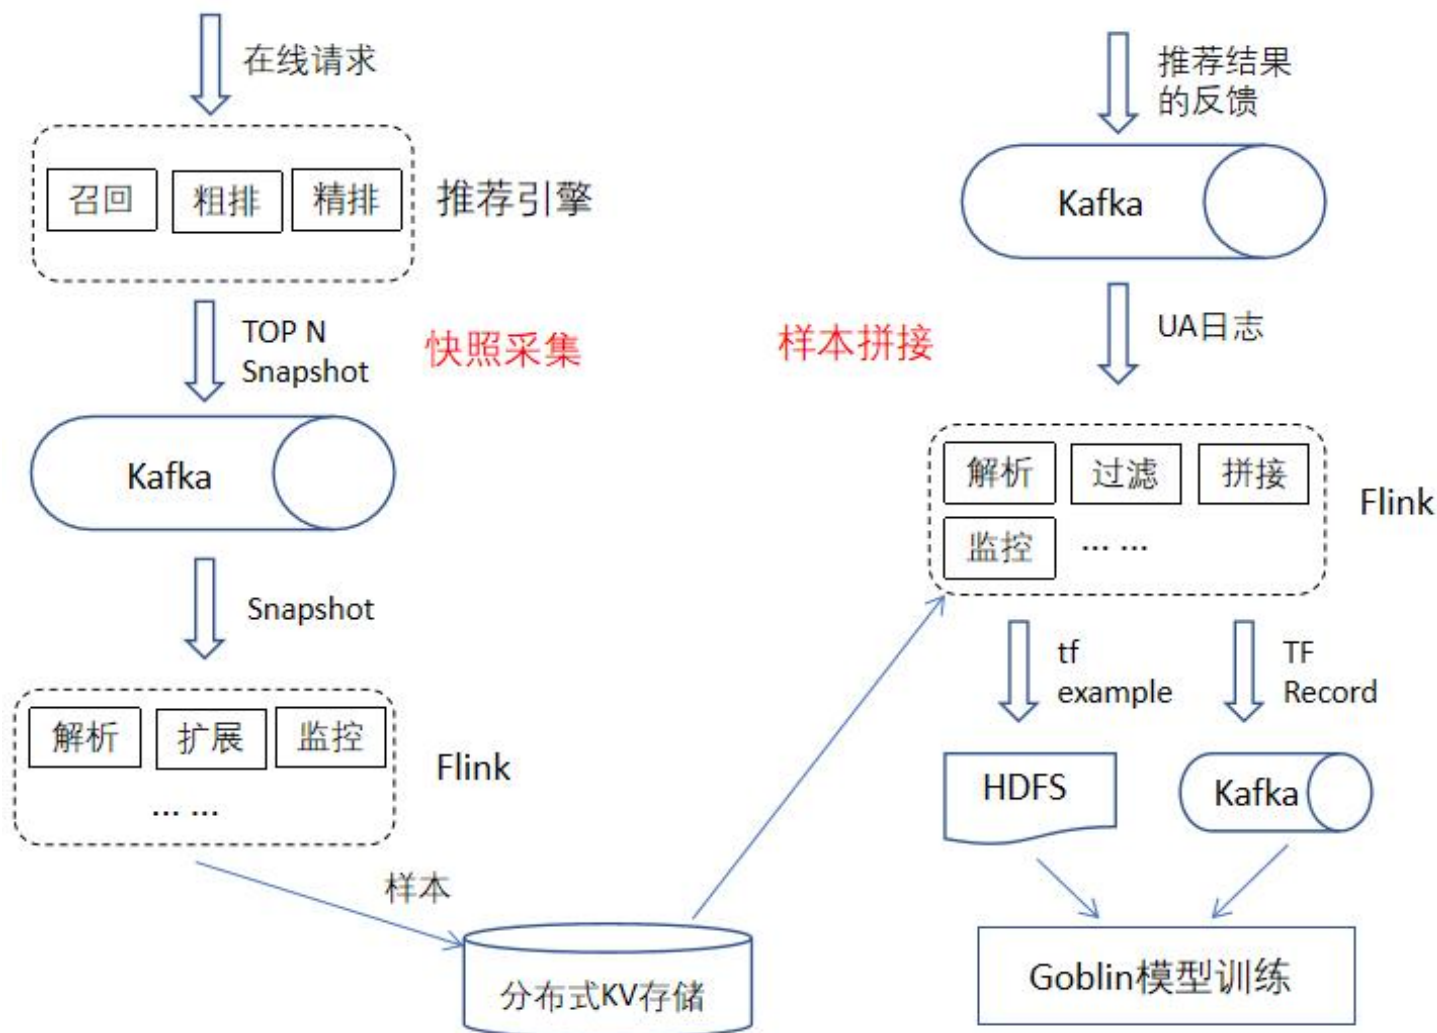 在线请求
召回 粗排 精排
推荐引擎
TOP N
Snapshot
快照采集
Kafka
Snapshot
解析 扩展 监控
... ...
Flink
样本
分布式KV存储
推荐结果
的反馈
Kafka
样本拼接
UA日志
解析 过滤 拼接
监控 ... ...
Flink
tf
example
TF
Record
HDFS
Kafka
Goblin模型训练